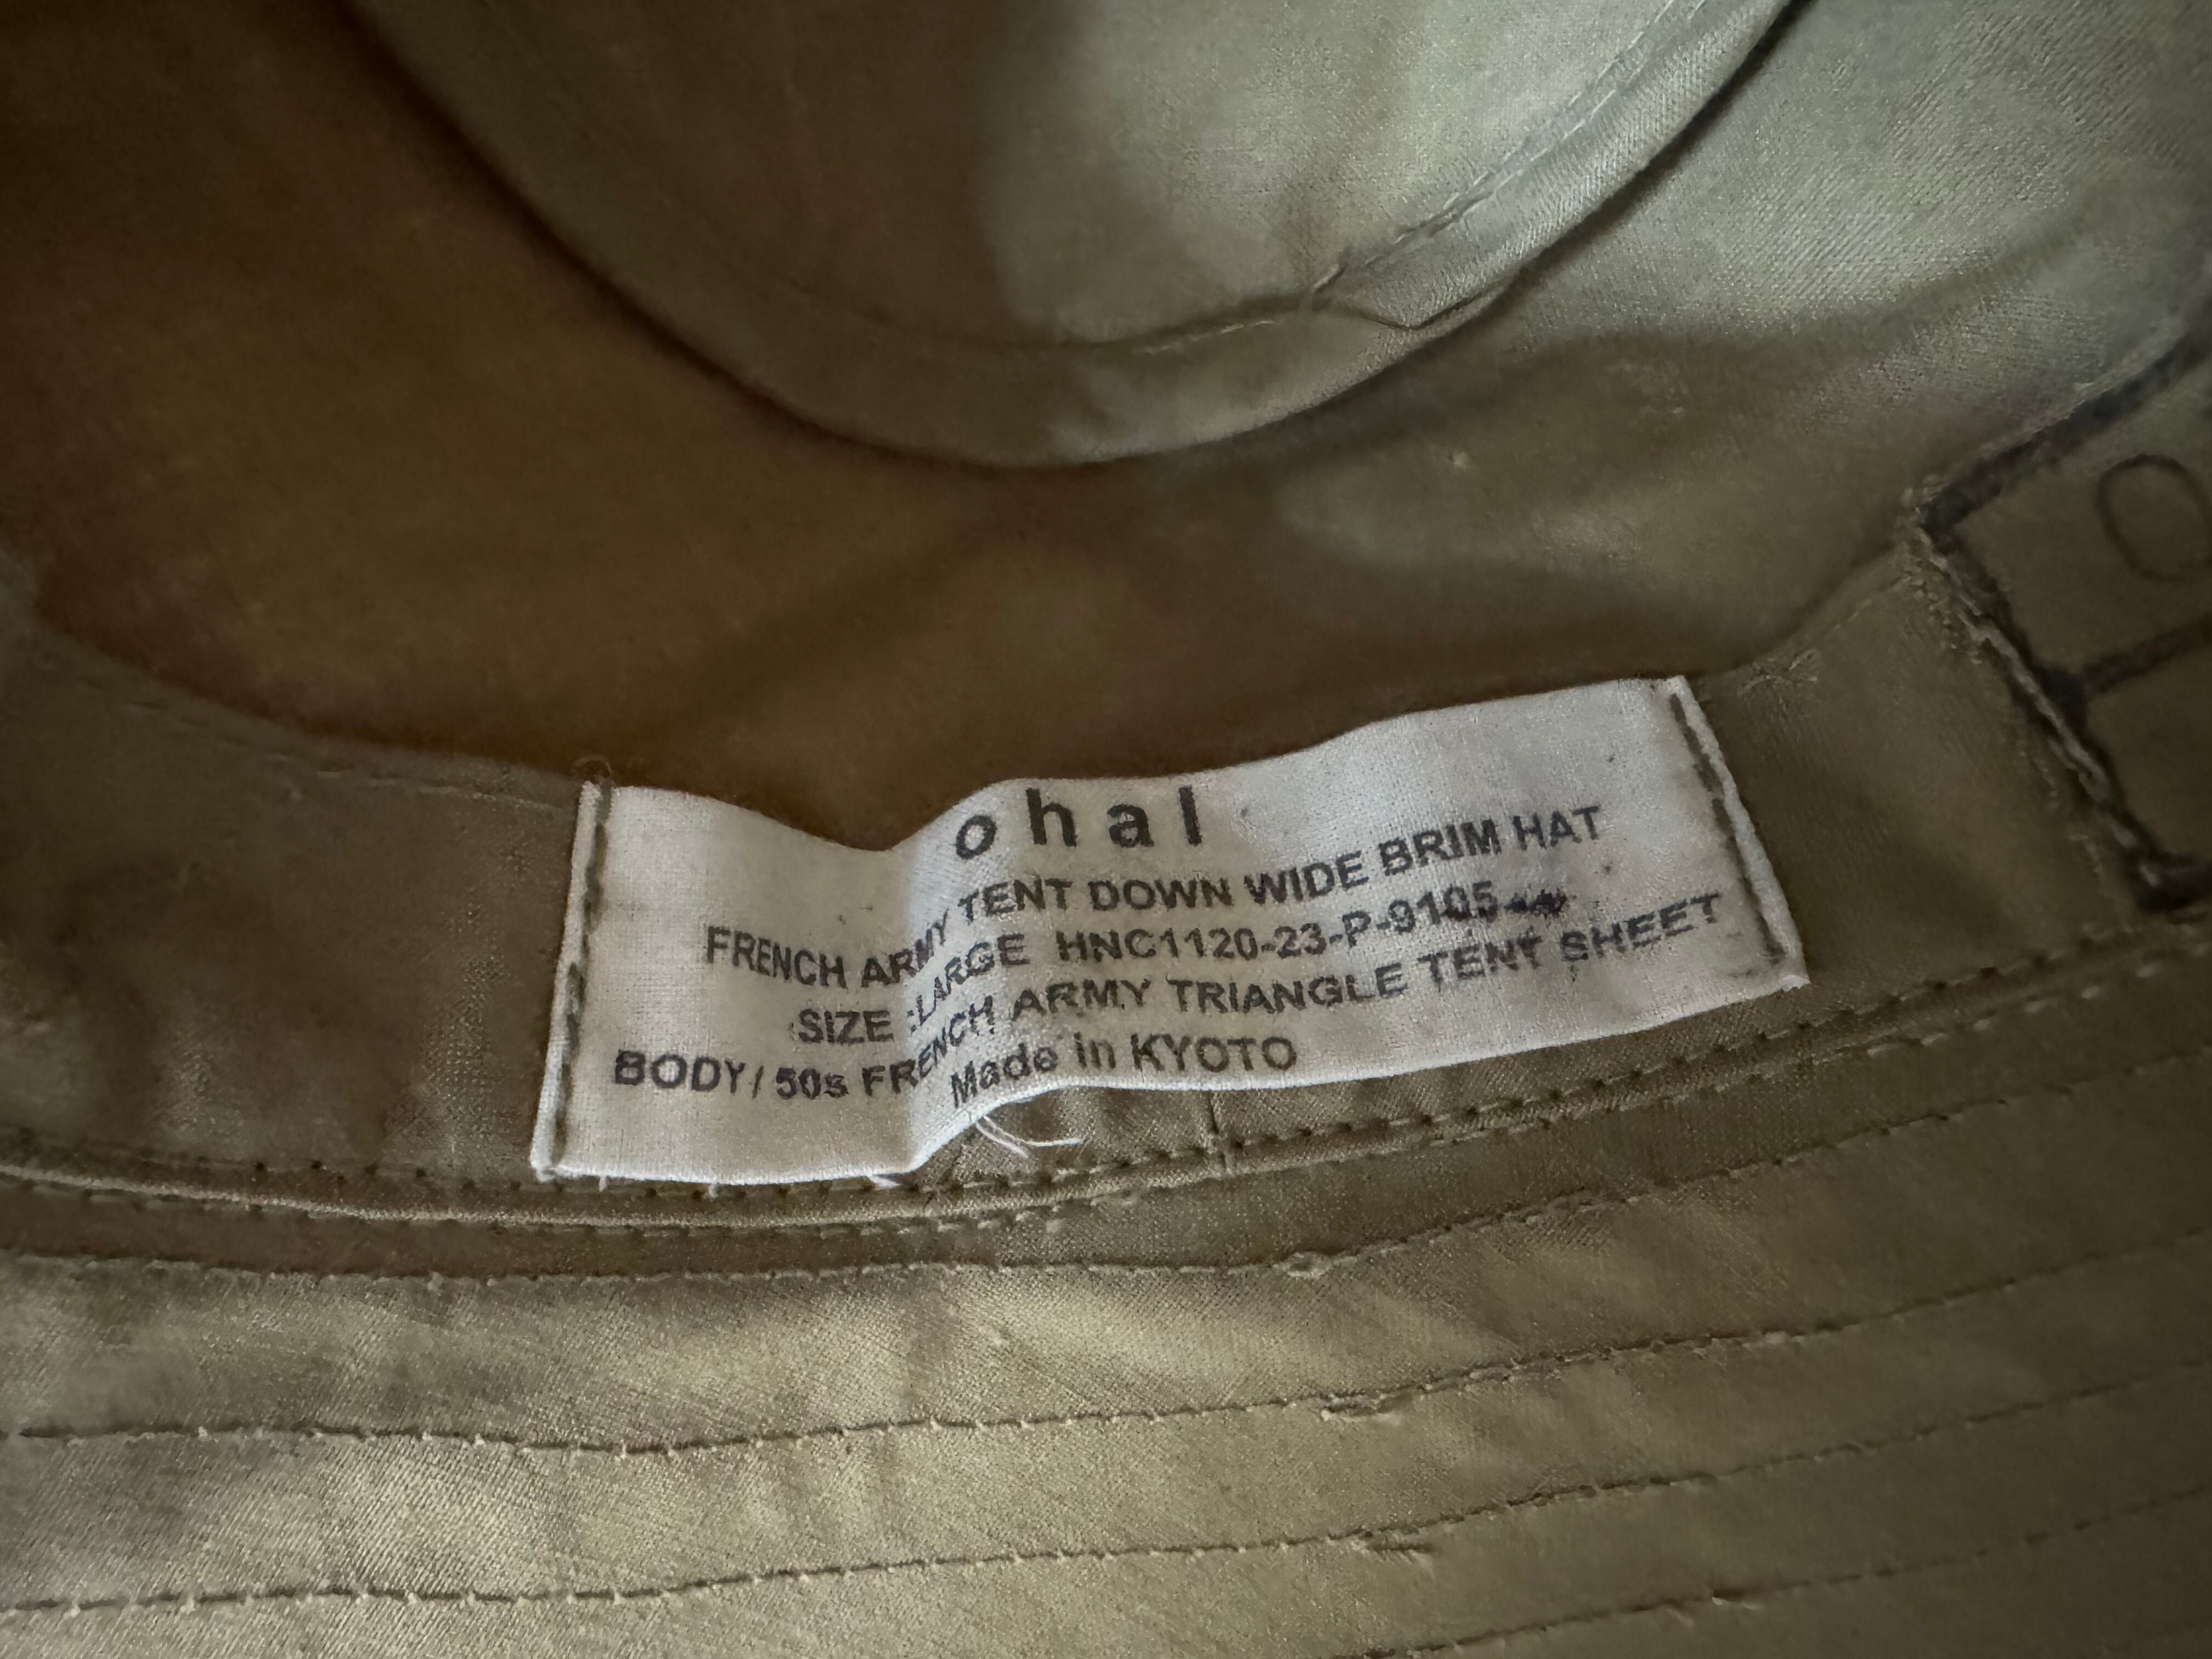 ohal
FRENCH ARMY TENT DOWN WIDE BRIM HAT
SIZE :LARGE HNC1120-23-P-9105
BODY/ 50s FRENCH ARMY TRIANGLE TENT SHEET
Made in KYOTO